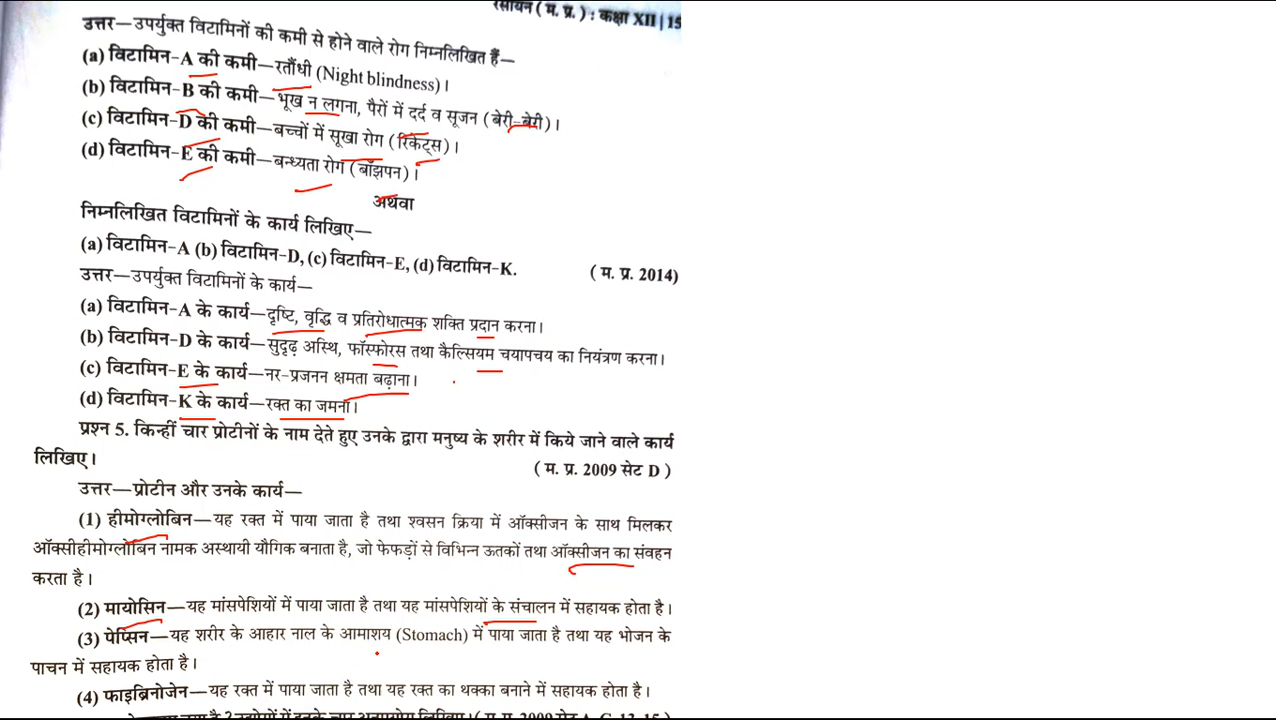 रसायन ( म. प्र. ) : कक्षा XII | 15
उत्तर—उपर्युक्त विटामिनों की कमी से होने वाले रोग निम्नलिखित हैं—
(a) विटामिन-A की कमी—रतौंधी (Night blindness)।
(b) विटामिन-B की कमी—भूख न लगना, पैरों में दर्द व सूजन (बेरी-बेरी)।
(c) विटामिन-D की कमी—बच्चों में सूखा रोग (रिकेट्स)।
(d) विटामिन-E की कमी—बन्ध्यता रोग (बाँझपन)।
अथवा
निम्नलिखित विटामिनों के कार्य लिखिए—
(a) विटामिन-A (b) विटामिन-D, (c) विटामिन-E, (d) विटामिन-K.
( म. प्र. 2014)
उत्तर—उपर्युक्त विटामिनों के कार्य—
(a) विटामिन-A के कार्य—दृष्टि, वृद्धि व प्रतिरोधात्मक शक्ति प्रदान करना।
(b) विटामिन-D के कार्य—सुदृढ़ अस्थि, फॉस्फोरस तथा कैल्सियम चयापचय का नियंत्रण करना।
(c) विटामिन-E के कार्य—नर-प्रजनन क्षमता बढ़ाना।
(d) विटामिन-K के कार्य—रक्त का जमना।
प्रश्न 5. किन्हीं चार प्रोटीनों के नाम देते हुए उनके द्वारा मनुष्य के शरीर में किये जाने वाले कार्य
लिखिए। ( म. प्र. 2009 सेट D )
उत्तर—प्रोटीन और उनके कार्य—
(1) हीमोग्लोबिन—यह रक्त में पाया जाता है तथा श्वसन क्रिया में ऑक्सीजन के साथ मिलकर
ऑक्सीहीमोग्लोबिन नामक अस्थायी यौगिक बनाता है, जो फेफड़ों से विभिन्न ऊतकों तथा ऑक्सीजन का संवहन
करता है।
(2) मायोसिन—यह मांसपेशियों में पाया जाता है तथा यह मांसपेशियों के संचालन में सहायक होता है।
(3) पेप्सिन—यह शरीर के आहार नाल के आमाशय (Stomach) में पाया जाता है तथा यह भोजन के
पाचन में सहायक होता है।
(4) फाइब्रिनोजेन—यह रक्त में पाया जाता है तथा यह रक्त का थक्का बनाने में सहायक होता है।